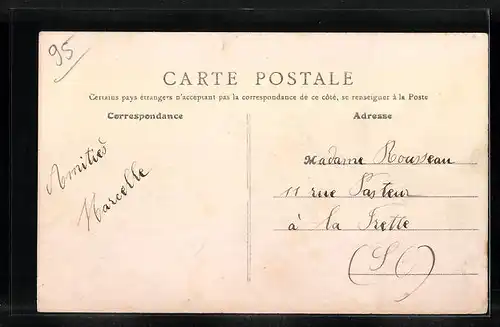 95
CARTE POSTALE
Certains pays étrangers n'acceptant pas la correspondance de ce côté, se renseigner à la Poste
Correspondance
Amitiés
Marcelle
Adresse
Madame Rousseau
11 rue Pasteur
à La Frette
(S O)